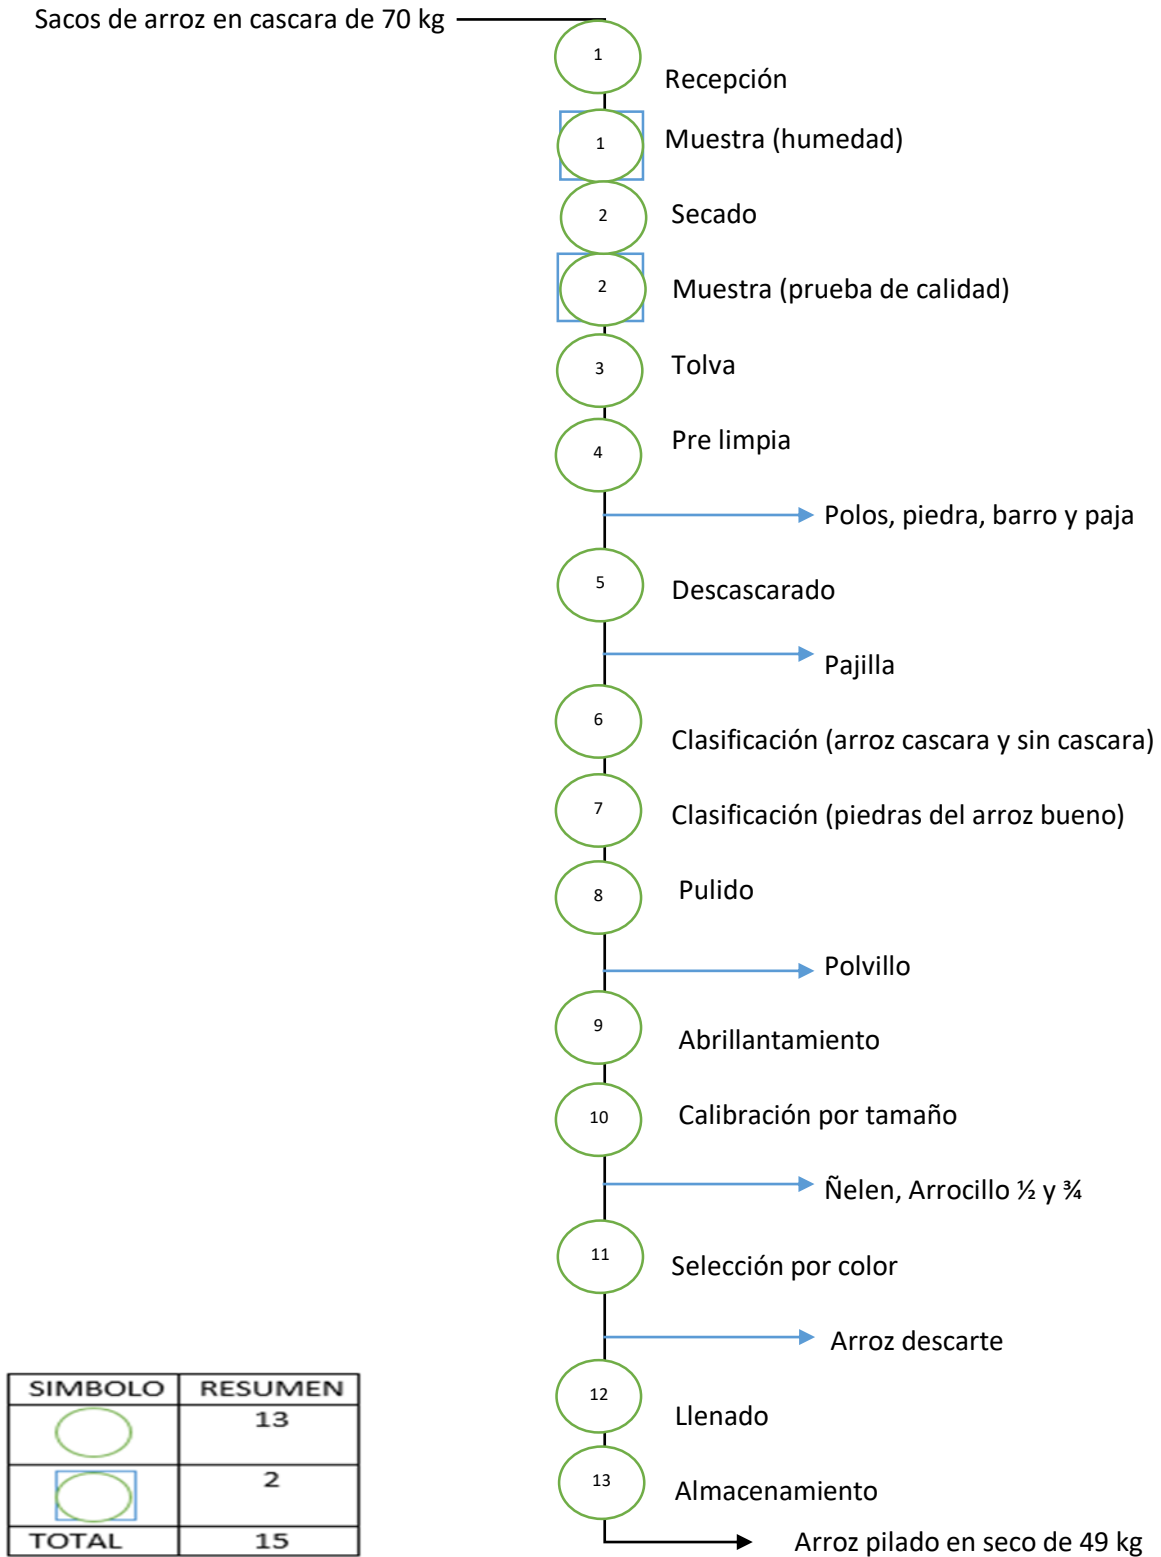 Sacos de arroz en cascara de 70 kg
1
Recepción
1
Muestra (humedad)
2
Secado
2
Muestra (prueba de calidad)
3
Tolva
4
Pre limpia
Polos, piedra, barro y paja
5
Descascarado
Pajilla
6
Clasificación (arroz cascara y sin cascara)
7
Clasificación (piedras del arroz bueno)
8
Pulido
Polvillo
9
Abrillantamiento
10
Calibración por tamaño
Ñelen, Arrocillo ½ y ¾
11
Selección por color
Arroz descarte
12
Llenado
13
Almacenamiento
Arroz pilado en seco de 49 kg
SIMBOLO RESUMEN
13
2
TOTAL 15